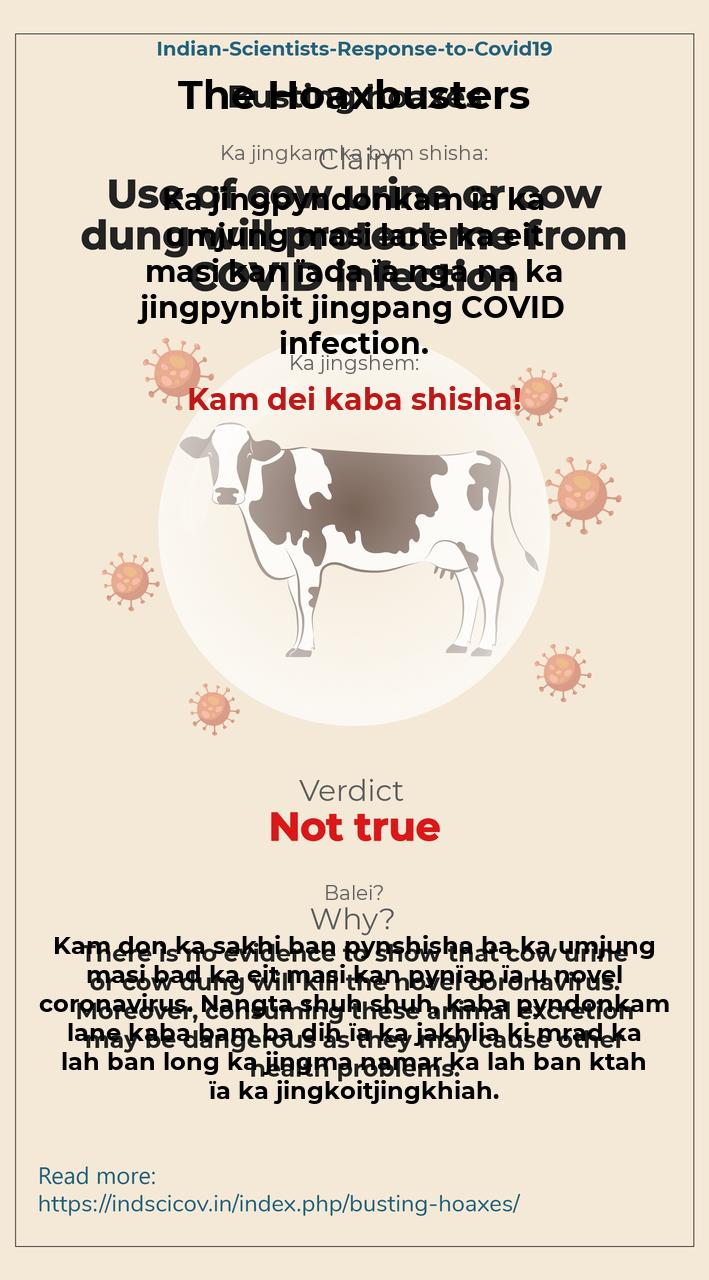 Indian-Scientists-Response-to-Covid19
The Hoaxbusters
Busting hoaxes
Ka jingkam ka bym shisha:
Claim
Use of cow urine or cow
dung will protect me from
COVID infection
Ka jingpyndonkam ïa ka
umjung masi lane ka eit
masi kan ïada ïa nga na ka
jingpynbit jingpang COVID
infection.
Ka jingshem:
Kam dei kaba shisha!
Verdict
Not true
Balei?
Why?
Kam don ka sakhi ban pynshisha ba ka umjung
masi bad ka eit masi kan pynïap ïa u novel
coronavirus. Nangta shuh shuh, kaba pyndonkam
lane kaba bam ba dih ïa ka jakhlia ki mrad ka
lah ban long ka jingma namar ka lah ban ktah
ïa ka jingkoitjingkhiah.
There is no evidence to show that cow urine
or cow dung will kill the novel coronavirus.
Moreover, consuming these animal excretion
may be dangerous as they may cause other
health problems.
Read more:
https://indscicov.in/index.php/busting-hoaxes/